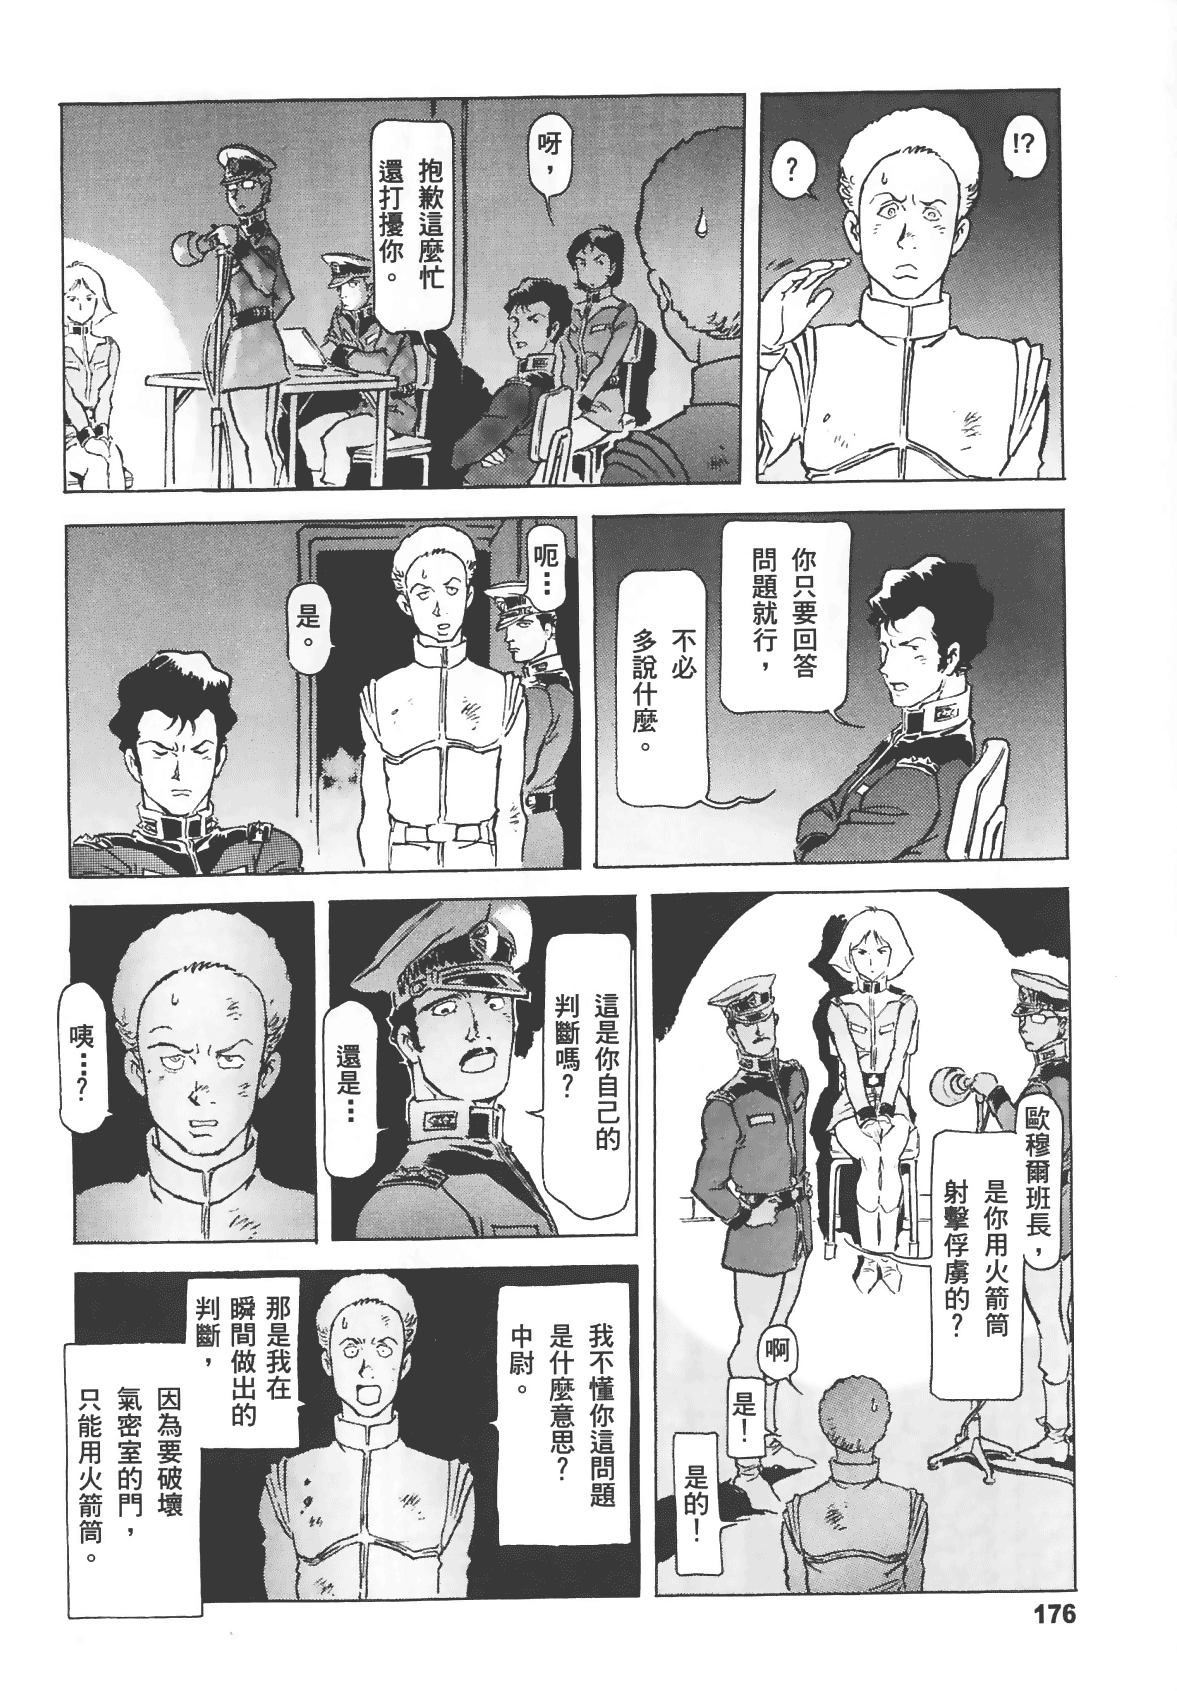 !?
?
呀，
抱歉這麼忙
還打擾你。
你只要回答
問題就行，
不必
多說什麼。
呃…
是。
歐穆爾班長，
是你用火箭筒
射擊俘虜的？
啊
是！
是的！
這是你自己的
判斷嗎？
還是…
咦…？
我不懂你這問題
是什麼意思？
中尉。
那是我在
瞬間做出的
判斷，
因為要破壞
氣密室的門，
只能用火箭筒。
176